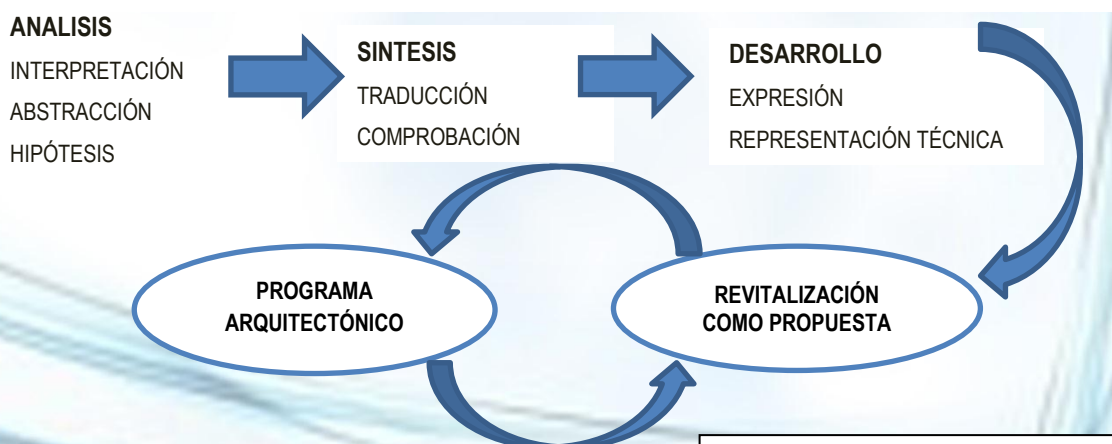 ANALISIS
INTERPRETACIÓN
ABSTRACCIÓN
HIPÓTESIS
SINTESIS
TRADUCCIÓN
COMPROBACIÓN
DESARROLLO
EXPRESIÓN
REPRESENTACIÓN TÉCNICA
PROGRAMA
ARQUITECTÓNICO
REVITALIZACIÓN
COMO PROPUESTA